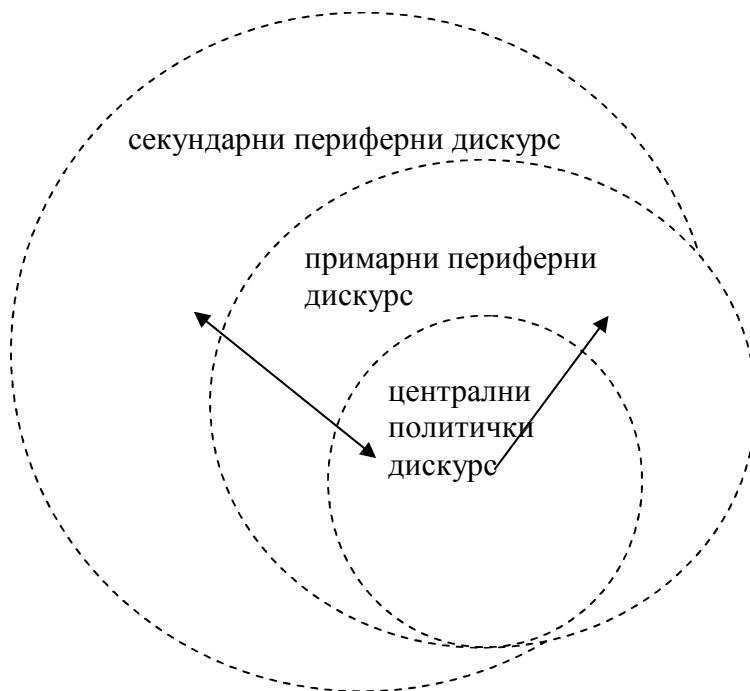 секундарни периферни дискурс
примарни периферни
дискурс
централни
политички
дискурс